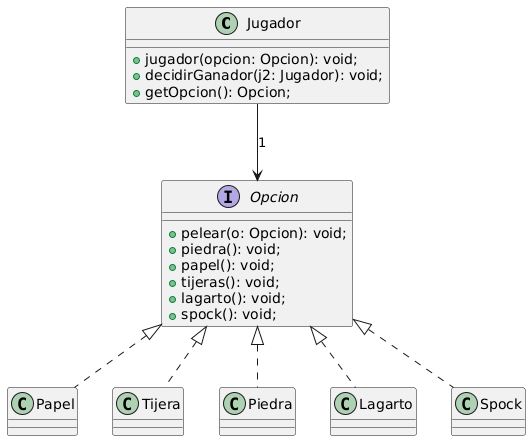 C Jugador
jugador(opcion: Opcion): void;
decidirGanador(j2: Jugador): void;
getOpcion(): Opcion;
1
I Opcion
pelear(o: Opcion): void;
piedra(): void;
papel(): void;
tijeras(): void;
lagarto(): void;
spock(): void;
C Papel C Tijera C Piedra C Lagarto C Spock